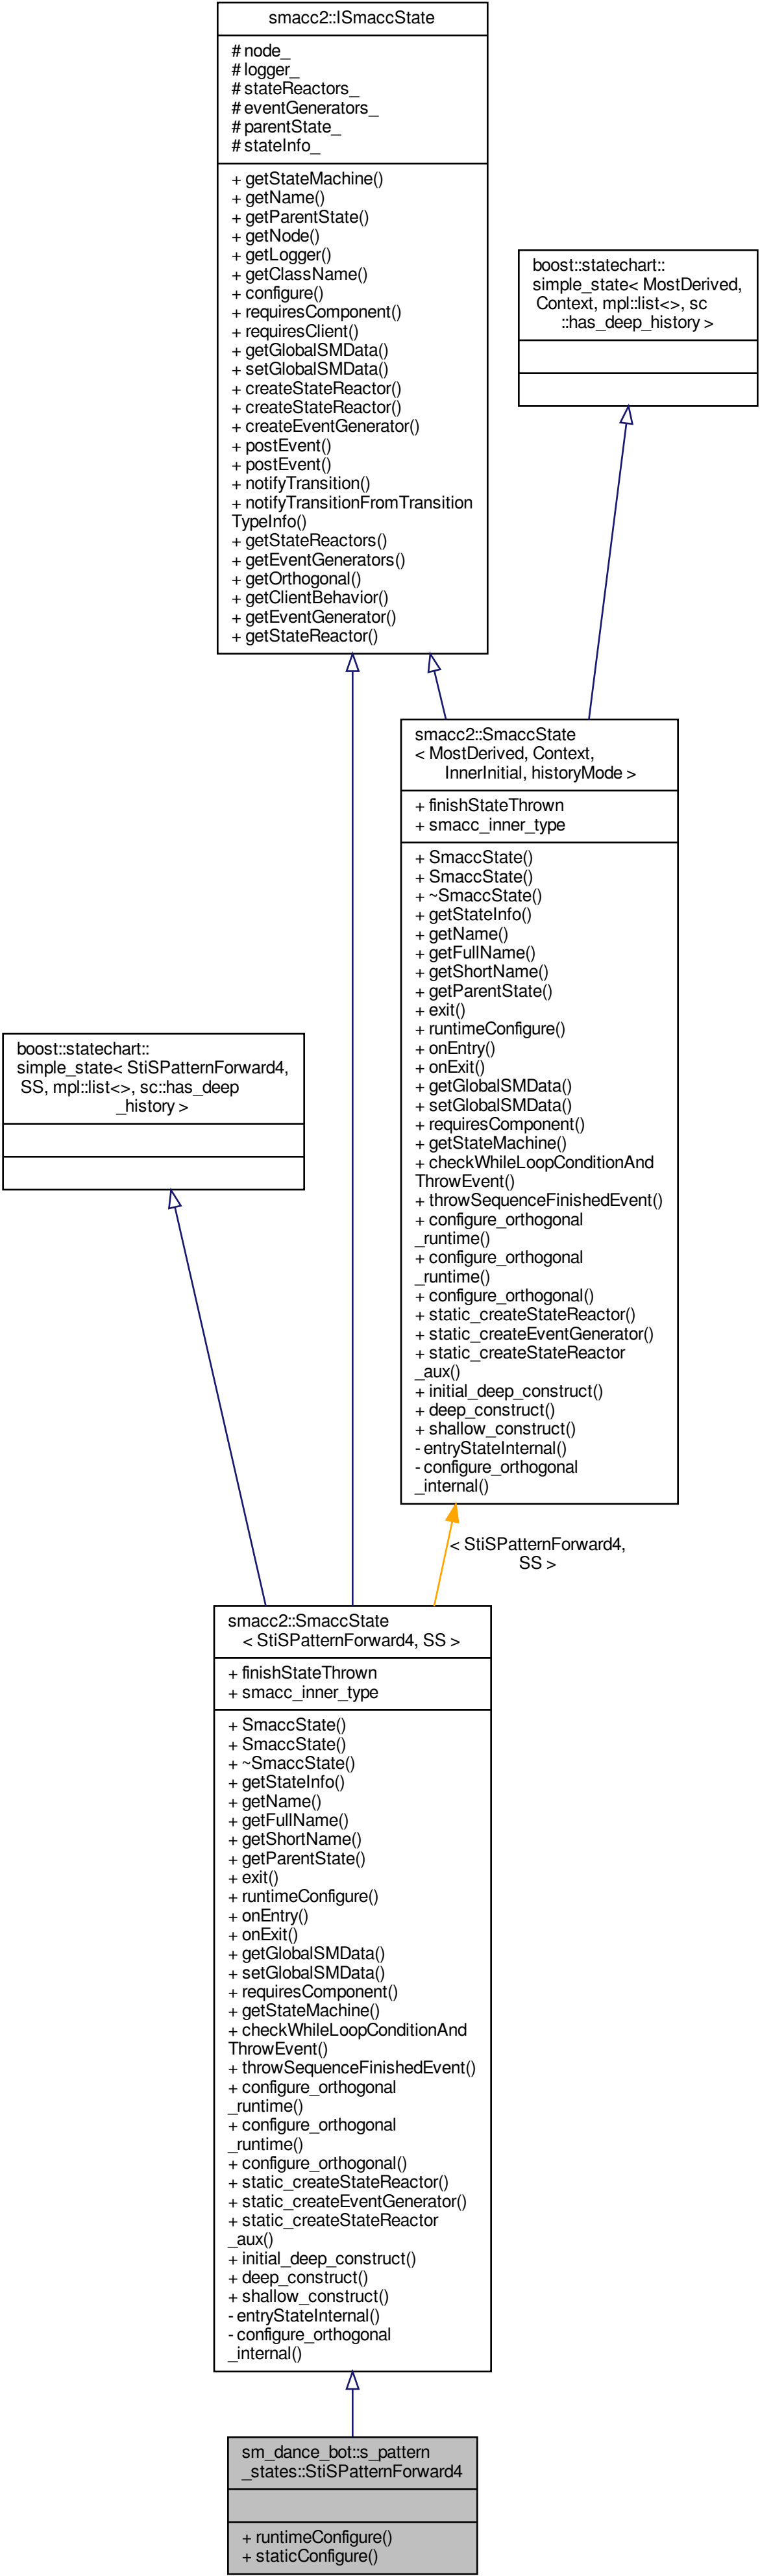 smacc2::ISmaccState
# node_
# logger_
# stateReactors_
# eventGenerators_
# parentState_
# stateInfo_
+ getStateMachine()
+ getName()
+ getParentState()
+ getNode()
+ getLogger()
+ getClassName()
+ configure()
+ requiresComponent()
+ requiresClient()
+ getGlobalSMData()
+ setGlobalSMData()
+ createStateReactor()
+ createStateReactor()
+ createEventGenerator()
+ postEvent()
+ postEvent()
+ notifyTransition()
+ notifyTransitionFromTransition
TypeInfo()
+ getStateReactors()
+ getEventGenerators()
+ getOrthogonal()
+ getClientBehavior()
+ getEventGenerator()
+ getStateReactor()
boost::statechart::
simple_state< MostDerived,
Context, mpl::list<>, sc
::has_deep_history >
smacc2::SmaccState
< MostDerived, Context,
InnerInitial, historyMode >
+ finishStateThrown
+ smacc_inner_type
+ SmaccState()
+ SmaccState()
+ ~SmaccState()
+ getStateInfo()
+ getName()
+ getFullName()
+ getShortName()
+ getParentState()
+ exit()
+ runtimeConfigure()
+ onEntry()
+ onExit()
+ getGlobalSMData()
+ setGlobalSMData()
+ requiresComponent()
+ getStateMachine()
+ checkWhileLoopConditionAnd
ThrowEvent()
+ throwSequenceFinishedEvent()
+ configure_orthogonal
_runtime()
+ configure_orthogonal
_runtime()
+ configure_orthogonal()
+ static_createStateReactor()
+ static_createEventGenerator()
+ static_createStateReactor
_aux()
+ initial_deep_construct()
+ deep_construct()
+ shallow_construct()
- entryStateInternal()
- configure_orthogonal
_internal()
boost::statechart::
simple_state< StiSPatternForward4,
SS, mpl::list<>, sc::has_deep
_history >
< StiSPatternForward4,
SS >
smacc2::SmaccState
< StiSPatternForward4, SS >
+ finishStateThrown
+ smacc_inner_type
+ SmaccState()
+ SmaccState()
+ ~SmaccState()
+ getStateInfo()
+ getName()
+ getFullName()
+ getShortName()
+ getParentState()
+ exit()
+ runtimeConfigure()
+ onEntry()
+ onExit()
+ getGlobalSMData()
+ setGlobalSMData()
+ requiresComponent()
+ getStateMachine()
+ checkWhileLoopConditionAnd
ThrowEvent()
+ throwSequenceFinishedEvent()
+ configure_orthogonal
_runtime()
+ configure_orthogonal
_runtime()
+ configure_orthogonal()
+ static_createStateReactor()
+ static_createEventGenerator()
+ static_createStateReactor
_aux()
+ initial_deep_construct()
+ deep_construct()
+ shallow_construct()
- entryStateInternal()
- configure_orthogonal
_internal()
sm_dance_bot::s_pattern
_states::StiSPatternForward4
+ runtimeConfigure()
+ staticConfigure()